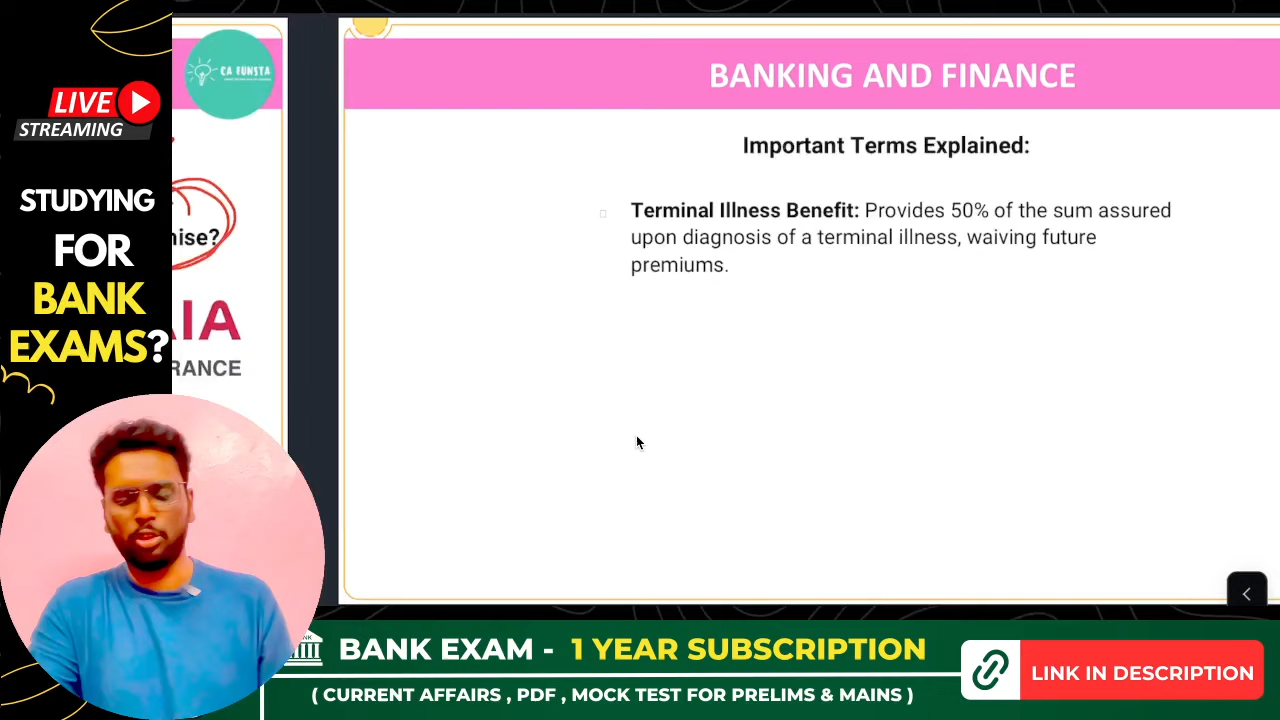 LIVE
STREAMING
STUDYING
FOR
BANK
EXAMS?
CA FUNSTA
nise?
AIA
RANCE
BANKING AND FINANCE
Important Terms Explained:
Terminal Illness Benefit: Provides 50% of the sum assured
upon diagnosis of a terminal illness, waiving future
premiums.
BANK EXAM - 1 YEAR SUBSCRIPTION
( CURRENT AFFAIRS , PDF , MOCK TEST FOR PRELIMS & MAINS )
LINK IN DESCRIPTION